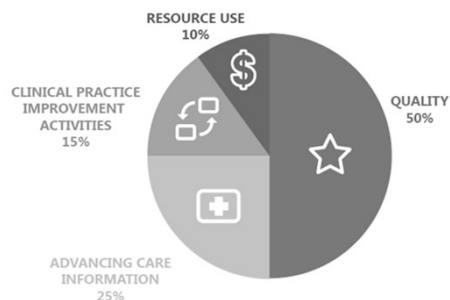 RESOURCE USE
10%
QUALITY
50%
CLINICAL PRACTICE
IMPROVEMENT
ACTIVITIES
15%
ADVANCING CARE
INFORMATION
25%